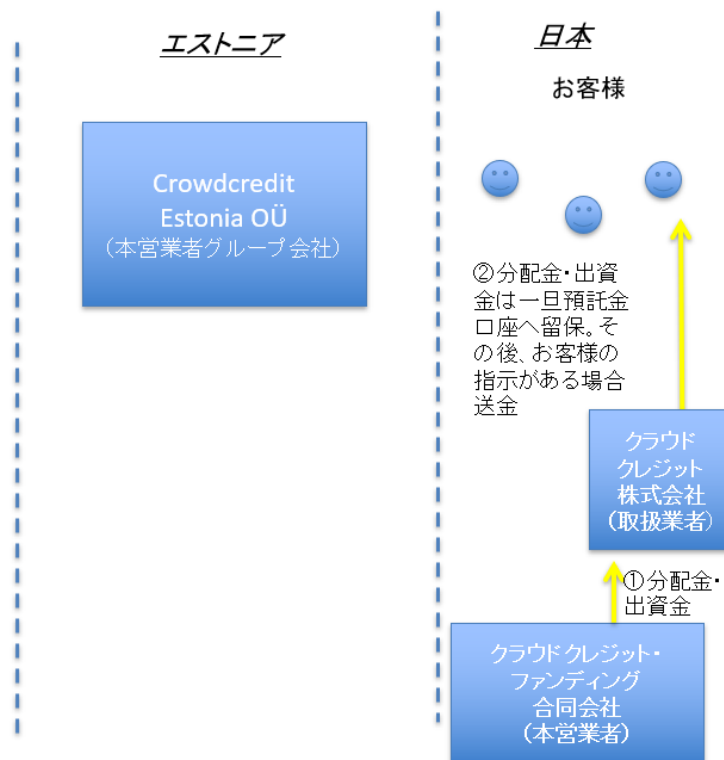 エストニア
日本
お客様
Crowdcredit
Estonia OÜ
（本営業者グループ会社）
②分配金・出資
金は一旦預託金
口座へ留保。そ
の後、お客様の
指示がある場合
送金
クラウド
クレジット
株式会社
（取扱業者）
①分配金・
出資金
クラウドクレジット・
ファンディング
合同会社
（本営業者）